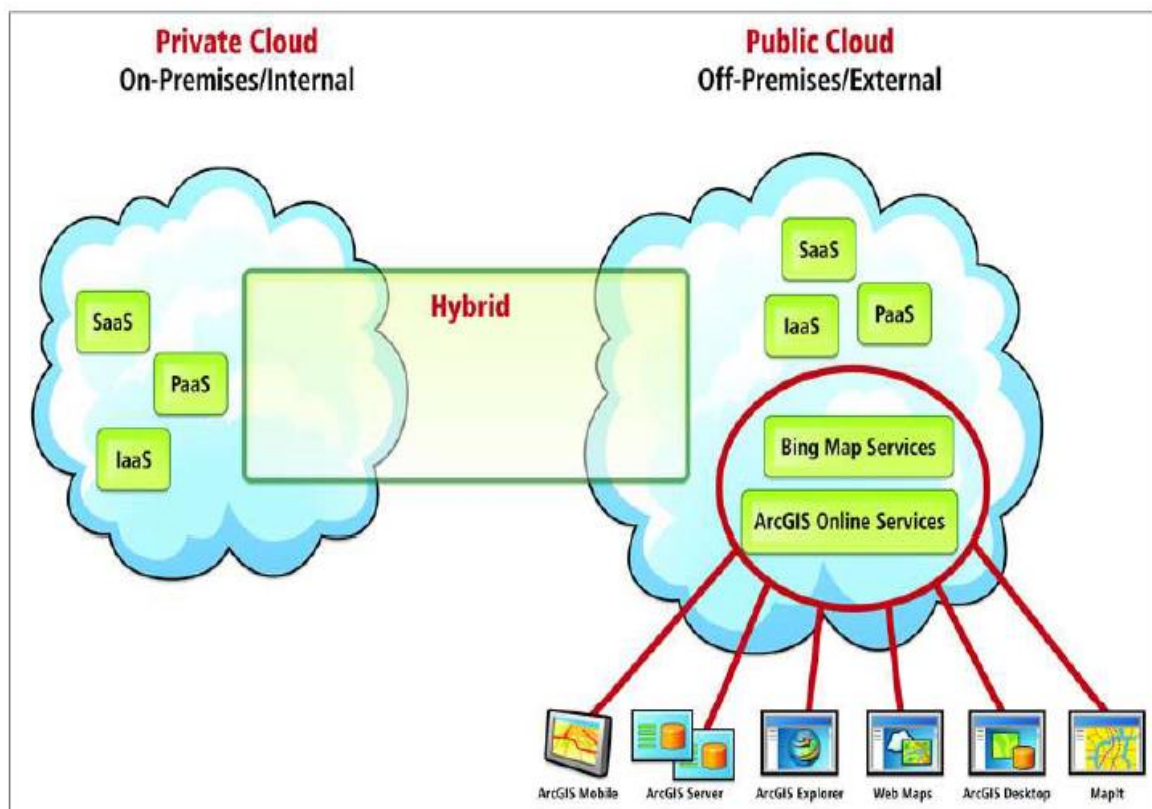 Private Cloud
On-Premises/Internal
Public Cloud
Off-Premises/External
Hybrid
SaaS
PaaS
IaaS
SaaS
IaaS
PaaS
Bing Map Services
ArcGIS Online Services
ArcGIS Mobile
ArcGIS Server
ArcGIS Explorer
Web Maps
ArcGIS Desktop
MapIt